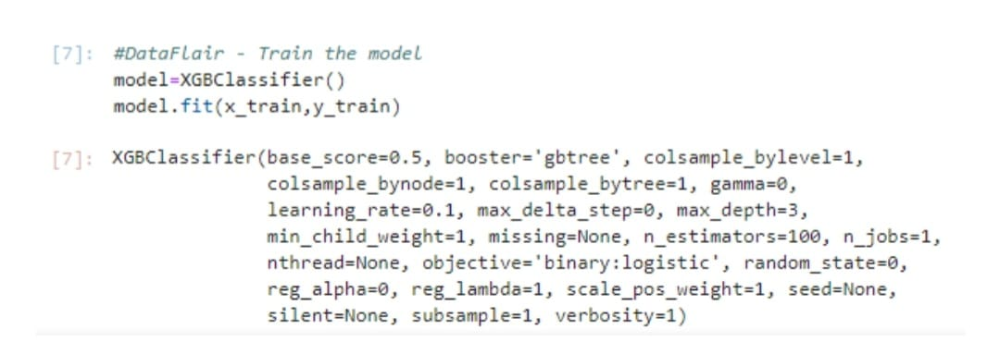 [7]: #DataFlair - Train the model
model=XGBClassifier()
model.fit(x_train,y_train)
[7]: XGBClassifier(base_score=0.5, booster='gbtree', colsample_bylevel=1,
colsample_bynode=1, colsample_bytree=1, gamma=0,
learning_rate=0.1, max_delta_step=0, max_depth=3,
min_child_weight=1, missing=None, n_estimators=100, n_jobs=1,
nthread=None, objective='binary:logistic', random_state=0,
reg_alpha=0, reg_lambda=1, scale_pos_weight=1, seed=None,
silent=None, subsample=1, verbosity=1)